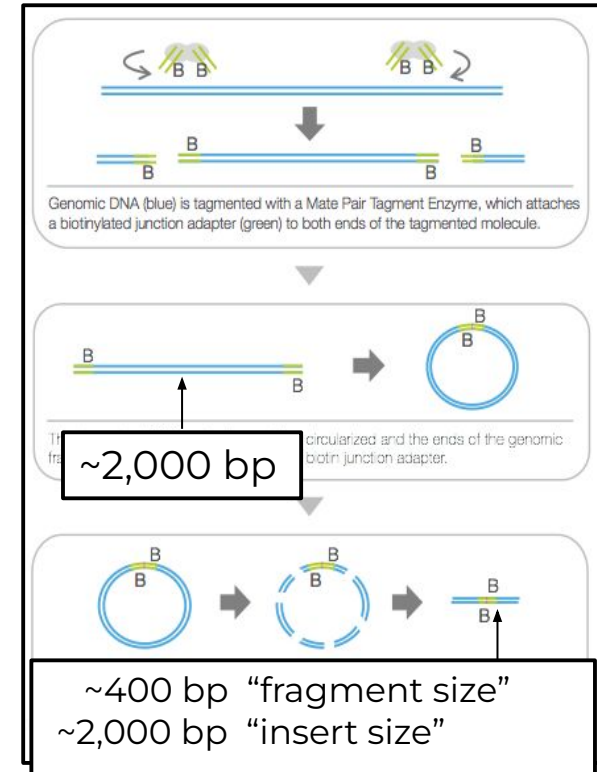 B B
B B
B
B
B
B
Genomic DNA (blue) is tagmented with a Mate Pair Tagment Enzyme, which attaches
a biotinylated junction adapter (green) to both ends of the tagmented molecule.
B
B
B
B
circularized and the ends of the genomic
biotin junction adapter.
~2,000 bp
B
B
B
B
B
B
~400 bp "fragment size"
~2,000 bp "insert size"